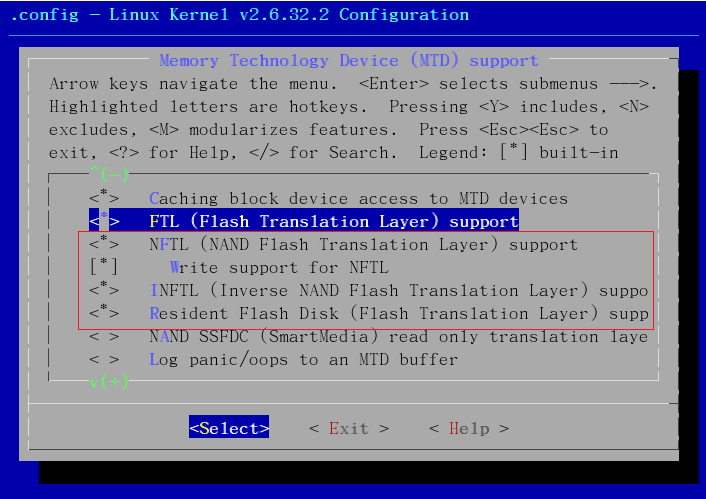 .config - Linux Kernel v2.6.32.2 Configuration
Memory Technology Device (MTD) support
Arrow keys navigate the menu.  <Enter> selects submenus --->.
Highlighted letters are hotkeys.  Pressing <Y> includes, <N>
excludes, <M> modularizes features.  Press <Esc><Esc> to
exit, <?> for Help, </> for Search.  Legend: [*] built-in
^(-)
<*>   Caching block device access to MTD devices
<*>   FTL (Flash Translation Layer) support
<*>   NFTL (NAND Flash Translation Layer) support
[*]     Write support for NFTL
<*>   INFTL (Inverse NAND Flash Translation Layer) suppo
<*>   Resident Flash Disk (Flash Translation Layer) supp
< >   NAND SSFDC (SmartMedia) read only translation laye
< >   Log panic/oops to an MTD buffer
v(+)
<Select>    < Exit >    < Help >